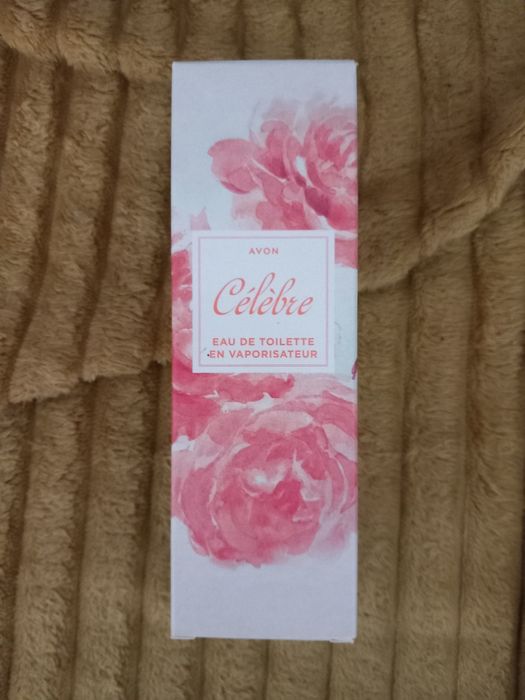 AVON
Célèbre
EAU DE TOILETTE
EN VAPORISATEUR